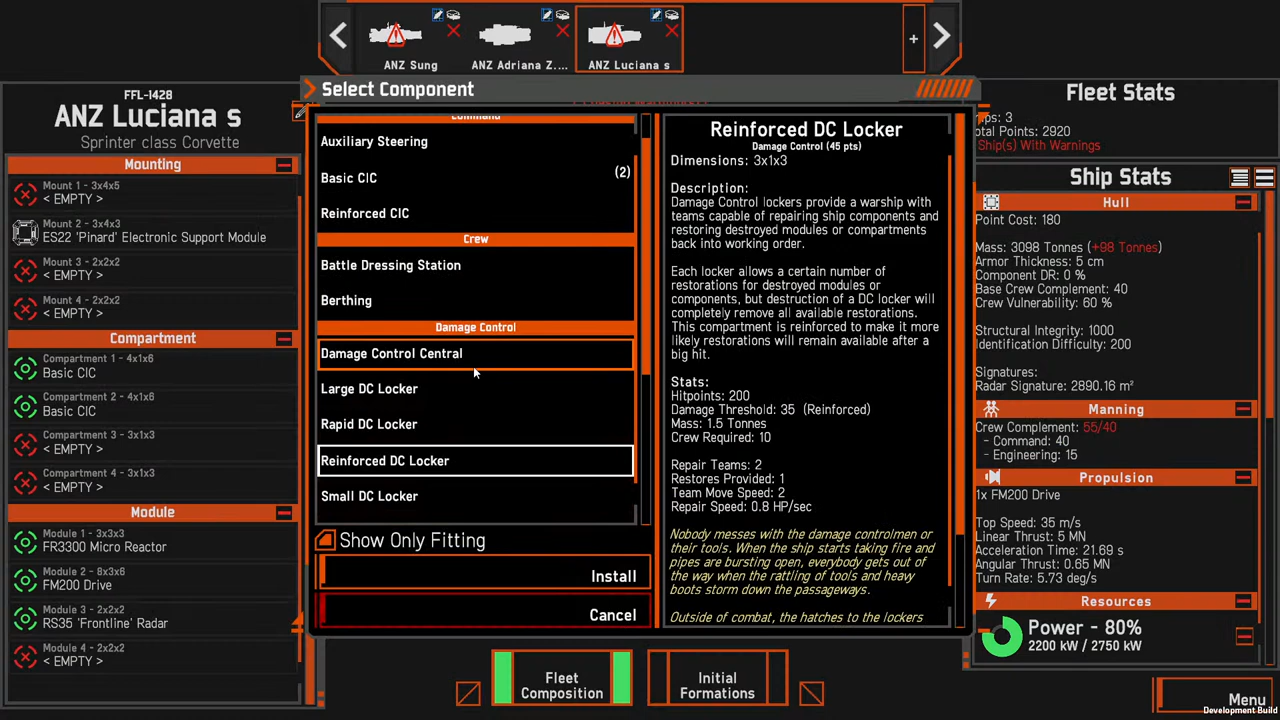 ANZ Sung
ANZ Adriana Z....
ANZ Luciana s
+
FFL-1428
ANZ Luciana s
Sprinter class Corvette
Mounting
Mount 1 - 3x4x5
< EMPTY >
Mount 2 - 3x4x3
ES22 'Pinard' Electronic Support Module
Mount 3 - 2x2x2
< EMPTY >
Mount 4 - 2x2x2
< EMPTY >
Compartment
Compartment 1 - 4x1x6
Basic CIC
Compartment 2 - 4x1x6
Basic CIC
Compartment 3 - 3x1x3
< EMPTY >
Compartment 4 - 3x1x3
< EMPTY >
Module
Module 1 - 3x3x3
FR3300 Micro Reactor
Module 2 - 6x3x6
FM200 Drive
Module 3 - 2x2x2
RS35 'Frontline' Radar
Module 4 - 2x2x2
< EMPTY >
Select Component
Command
Auxiliary Steering
Basic CIC (2)
Reinforced CIC
Crew
Battle Dressing Station
Berthing
Damage Control
Damage Control Central
Large DC Locker
Rapid DC Locker
Reinforced DC Locker
Small DC Locker
Show Only Fitting
Install
Cancel
Reinforced DC Locker
Damage Control (45 pts)
Dimensions: 3x1x3
Description:
Damage Control lockers provide a warship with
teams capable of repairing ship components and
restoring destroyed modules or compartments
back into working order.
Each locker allows a certain number of
restorations for destroyed modules or
components, but destruction of a DC locker will
completely remove all available restorations.
This compartment is reinforced to make it more
likely restorations will remain available after a
big hit.
Stats:
Hitpoints: 200
Damage Threshold: 35 (Reinforced)
Mass: 1.5 Tonnes
Crew Required: 10
Repair Teams: 2
Restores Provided: 1
Team Move Speed: 2
Repair Speed: 0.8 HP/sec
Nobody messes with the damage controlmen or
their tools. When the ship starts taking fire and
pipes are bursting open, everybody gets out of
the way when the rattling of tools and heavy
boots storm down the passageways.
Outside of combat, the hatches to the lockers
Fleet Stats
ips: 3
otal Points: 2920
Ship(s) With Warnings
Ship Stats
Hull
Point Cost: 180
Mass: 3098 Tonnes (+98 Tonnes)
Armor Thickness: 5 cm
Component DR: 0 %
Base Crew Complement: 40
Crew Vulnerability: 60 %
Structural Integrity: 1000
Identification Difficulty: 200
Signatures:
Radar Signature: 2890.16 m²
Manning
Crew Complement: 55/40
- Command: 40
- Engineering: 15
Propulsion
1x FM200 Drive
Top Speed: 35 m/s
Linear Thrust: 5 MN
Acceleration Time: 21.69 s
Angular Thrust: 0.65 MN
Turn Rate: 5.73 deg/s
Resources
Power - 80%
2200 kW / 2750 kW
Fleet
Composition
Initial
Formations
Menu
Development Build